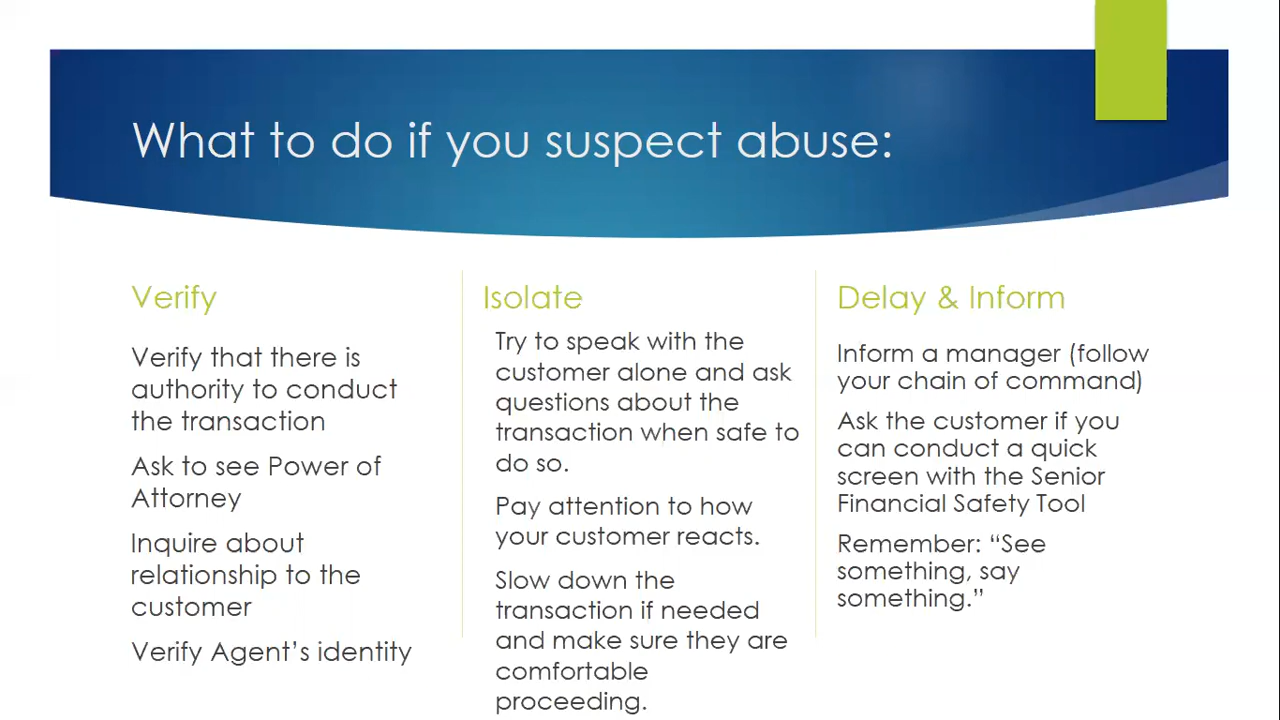 What to do if you suspect abuse:
Verify
Verify that there is
authority to conduct
the transaction
Ask to see Power of
Attorney
Inquire about
relationship to the
customer
Verify Agent’s identity
Isolate
Try to speak with the
customer alone and ask
questions about the
transaction when safe to
do so.
Pay attention to how
your customer reacts.
Slow down the
transaction if needed
and make sure they are
comfortable
proceeding.
Delay & Inform
Inform a manager (follow
your chain of command)
Ask the customer if you
can conduct a quick
screen with the Senior
Financial Safety Tool
Remember: “See
something, say
something.”